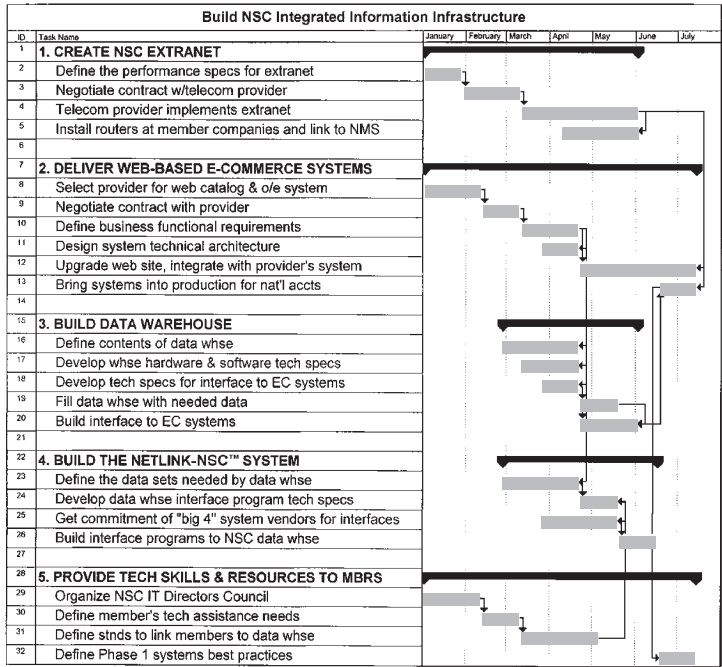 Build NSC Integrated Information Infrastructure
ID Task Name January February March April May June July
1 1. CREATE NSC EXTRANET
2 Define the performance specs for extranet
3 Negotiate contract w/telecom provider
4 Telecom provider implements extranet
5 Install routers at member companies and link to NMS
6
7 2. DELIVER WEB-BASED E-COMMERCE SYSTEMS
8 Select provider for web catalog & o/e system
9 Negotiate contract with provider
10 Define business functional requirements
11 Design system technical architecture
12 Upgrade web site, integrate with provider's system
13 Bring systems into production for nat'l accts
14
15 3. BUILD DATA WAREHOUSE
16 Define contents of data whse
17 Develop whse hardware & software tech specs
18 Develop tech specs for interface to EC systems
19 Fill data whse with needed data
20 Build interface to EC systems
21
22 4. BUILD THE NETLINK-NSC™ SYSTEM
23 Define the data sets needed by data whse
24 Develop data whse interface program tech specs
25 Get commitment of "big 4" system vendors for interfaces
26 Build interface programs to NSC data whse
27
28 5. PROVIDE TECH SKILLS & RESOURCES TO MBRS
29 Organize NSC IT Directors Council
30 Define member's tech assistance needs
31 Define stnds to link members to data whse
32 Define Phase 1 systems best practices